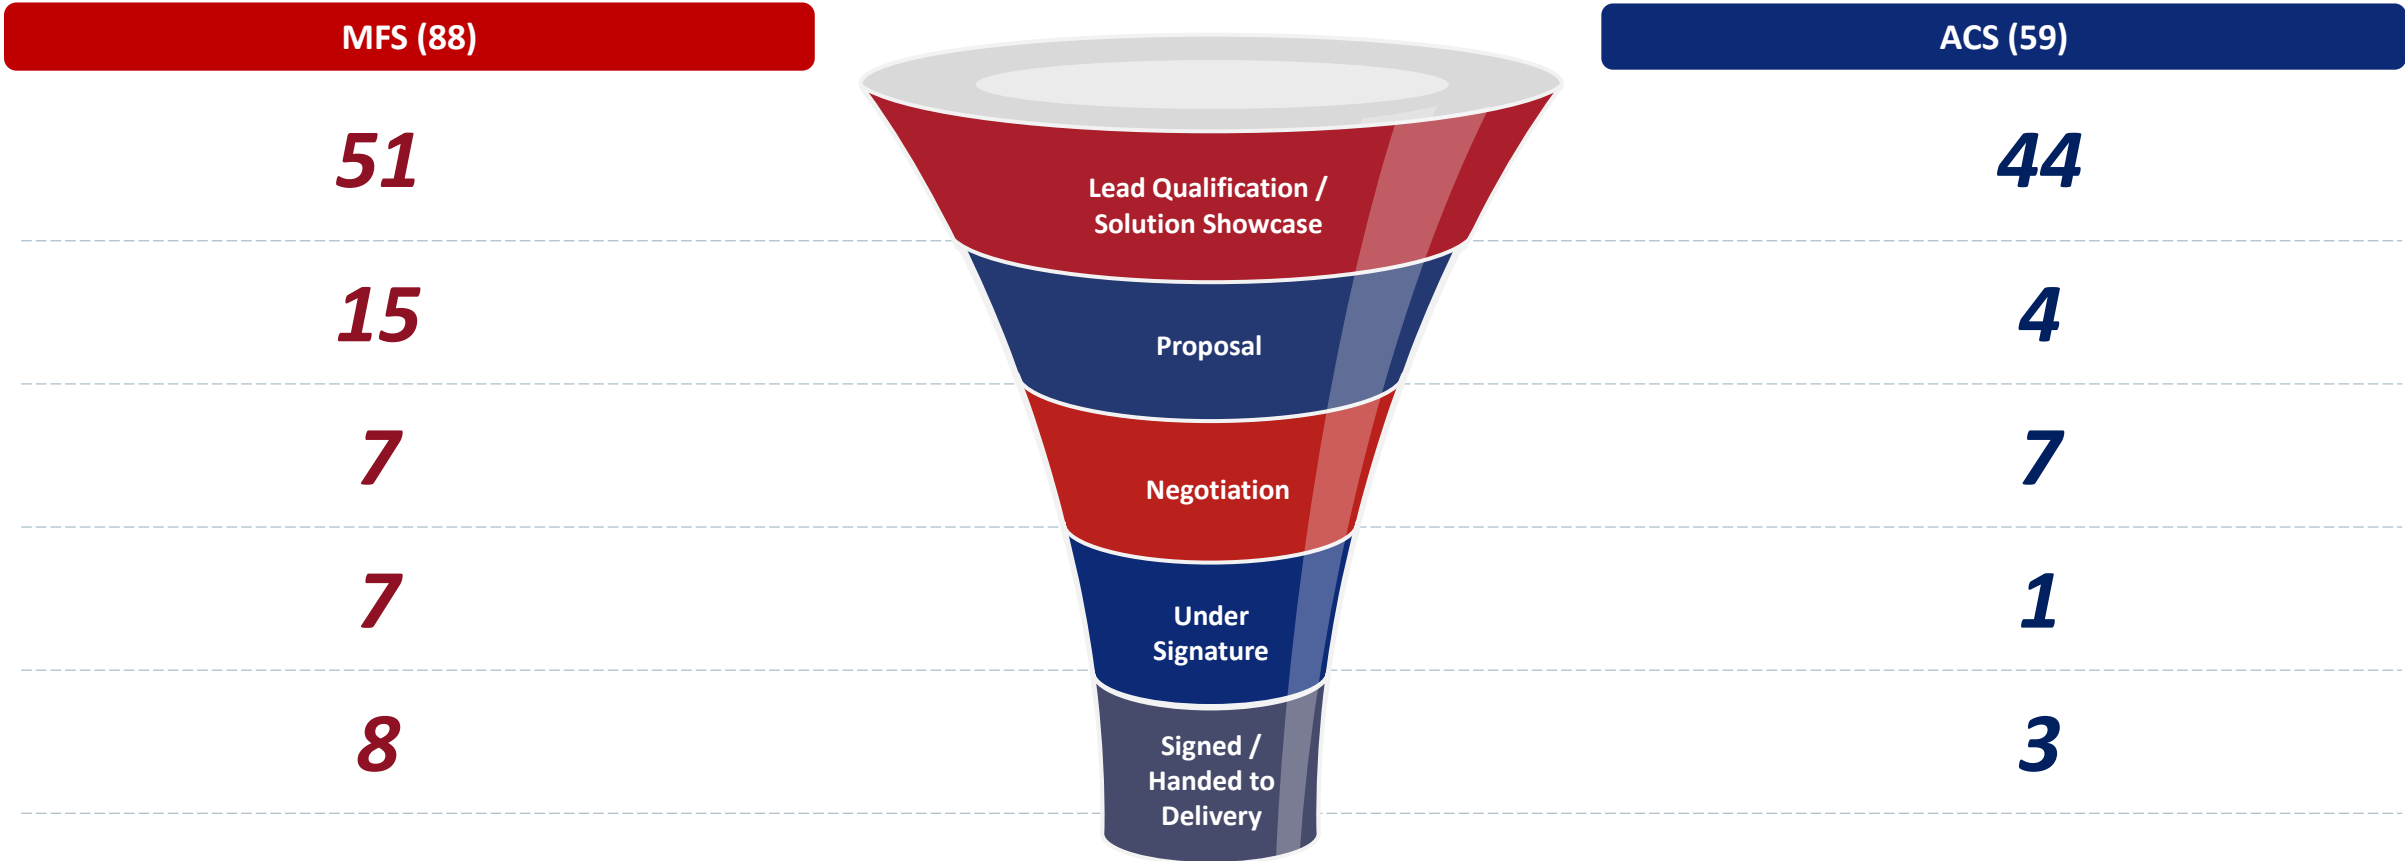 MFS (88)
ACS (59)
51
Lead Qualification /
Solution Showcase
44
15
Proposal
4
7
Negotiation
7
7
Under
Signature
1
8
Signed /
Handed to
Delivery
3